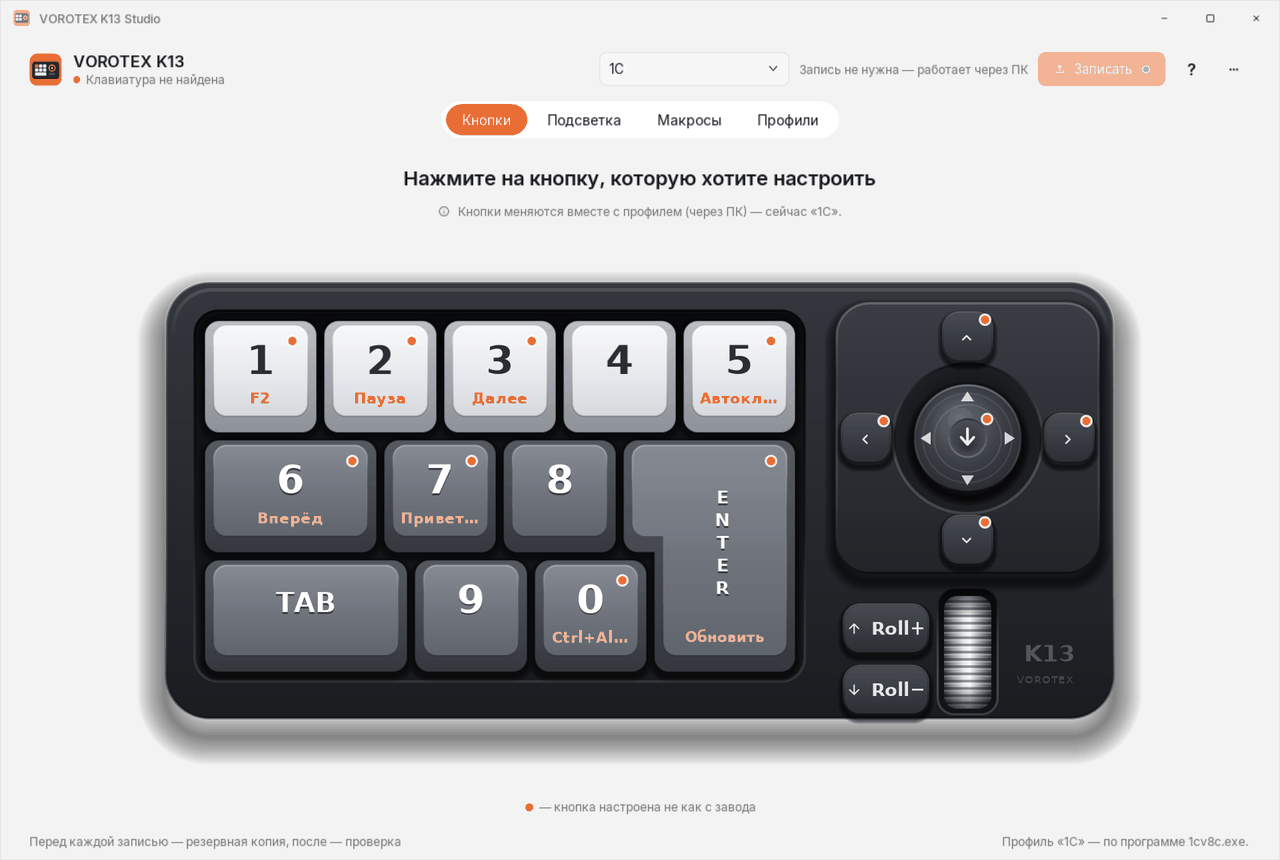 VOROTEX K13 Studio
VOROTEX K13
Клавиатура не найдена
1С
Запись не нужна — работает через ПК
Записать
?
Кнопки
Подсветка
Макросы
Профили
Нажмите на кнопку, которую хотите настроить
Кнопки меняются вместе с профилем (через ПК) — сейчас «1С».
1
F2
2
Пауза
3
Далее
4
5
Автокл...
6
Вперёд
7
Привет...
8
ENTER
Обновить
TAB
9
0
Ctrl+Al...
Roll+
Roll−
K13
VOROTEX
— кнопка настроена не как с завода
Перед каждой записью — резервная копия, после — проверка
Профиль «1С» — по программе 1cv8c.exe.